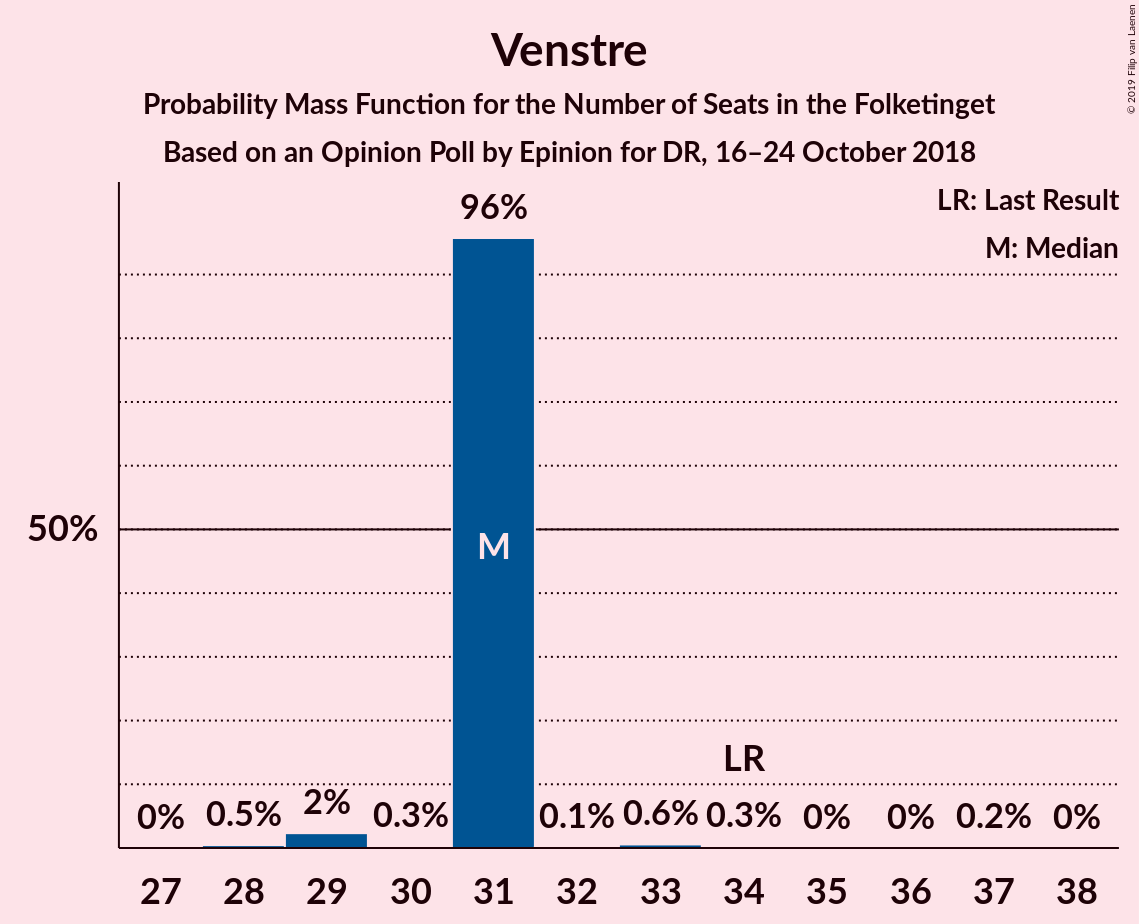 Venstre
Probability Mass Function for the Number of Seats in the Folketinget
Based on an Opinion Poll by Epinion for DR, 16–24 October 2018
© 2019 Filip van Laenen
LR: Last Result
M: Median
96%
50%
M
LR
0% 0.5% 2% 0.3% 0.1% 0.6% 0.3% 0% 0% 0.2% 0%
27 28 29 30 31 32 33 34 35 36 37 38